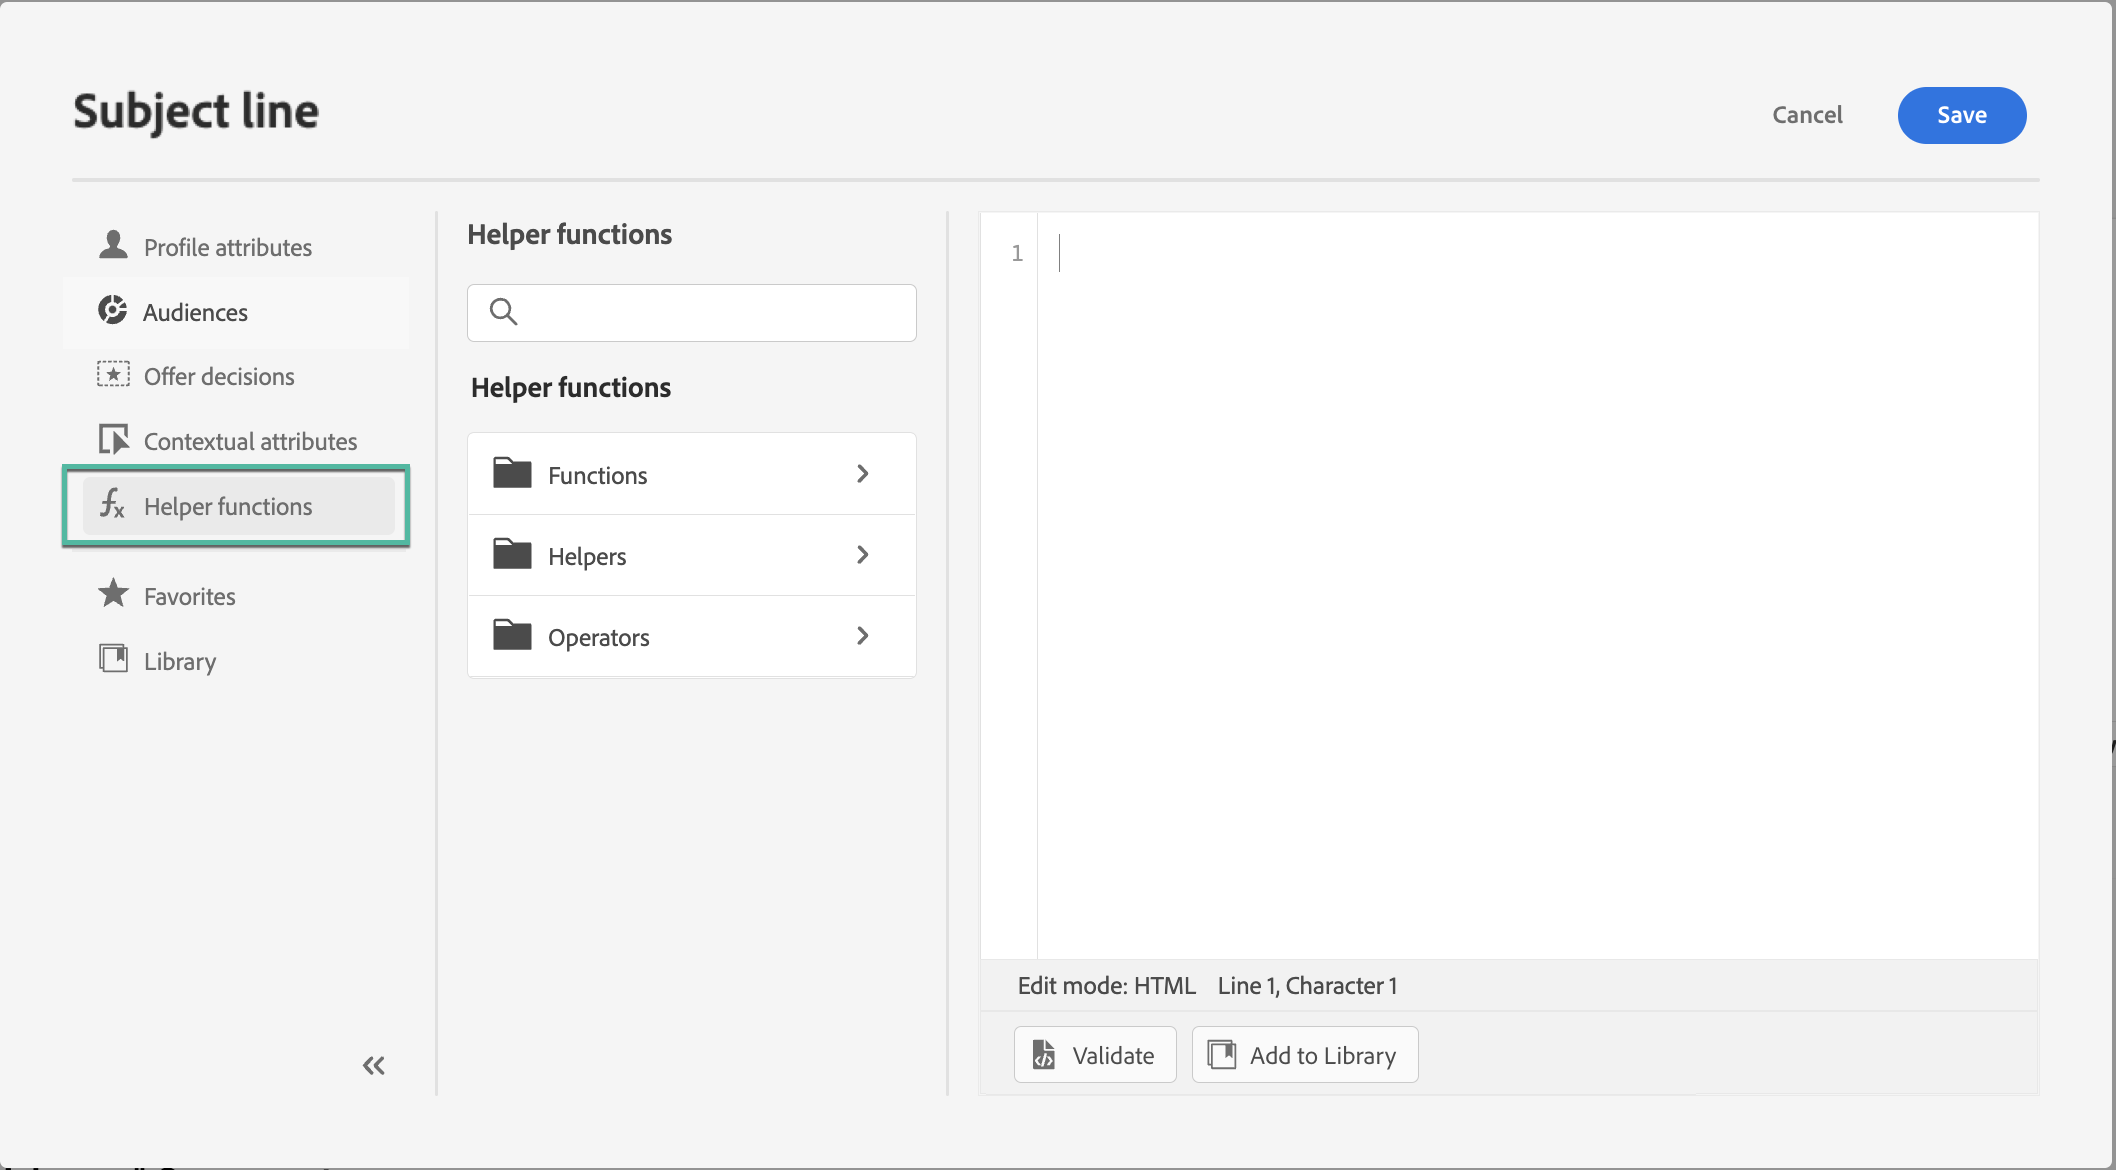 Subject line
Cancel
Save
Profile attributes
Audiences
Offer decisions
Contextual attributes
fx Helper functions
Favorites
Library
Helper functions
Helper functions
Functions
Helpers
Operators
1
Edit mode: HTML Line 1, Character 1
Validate
Add to Library